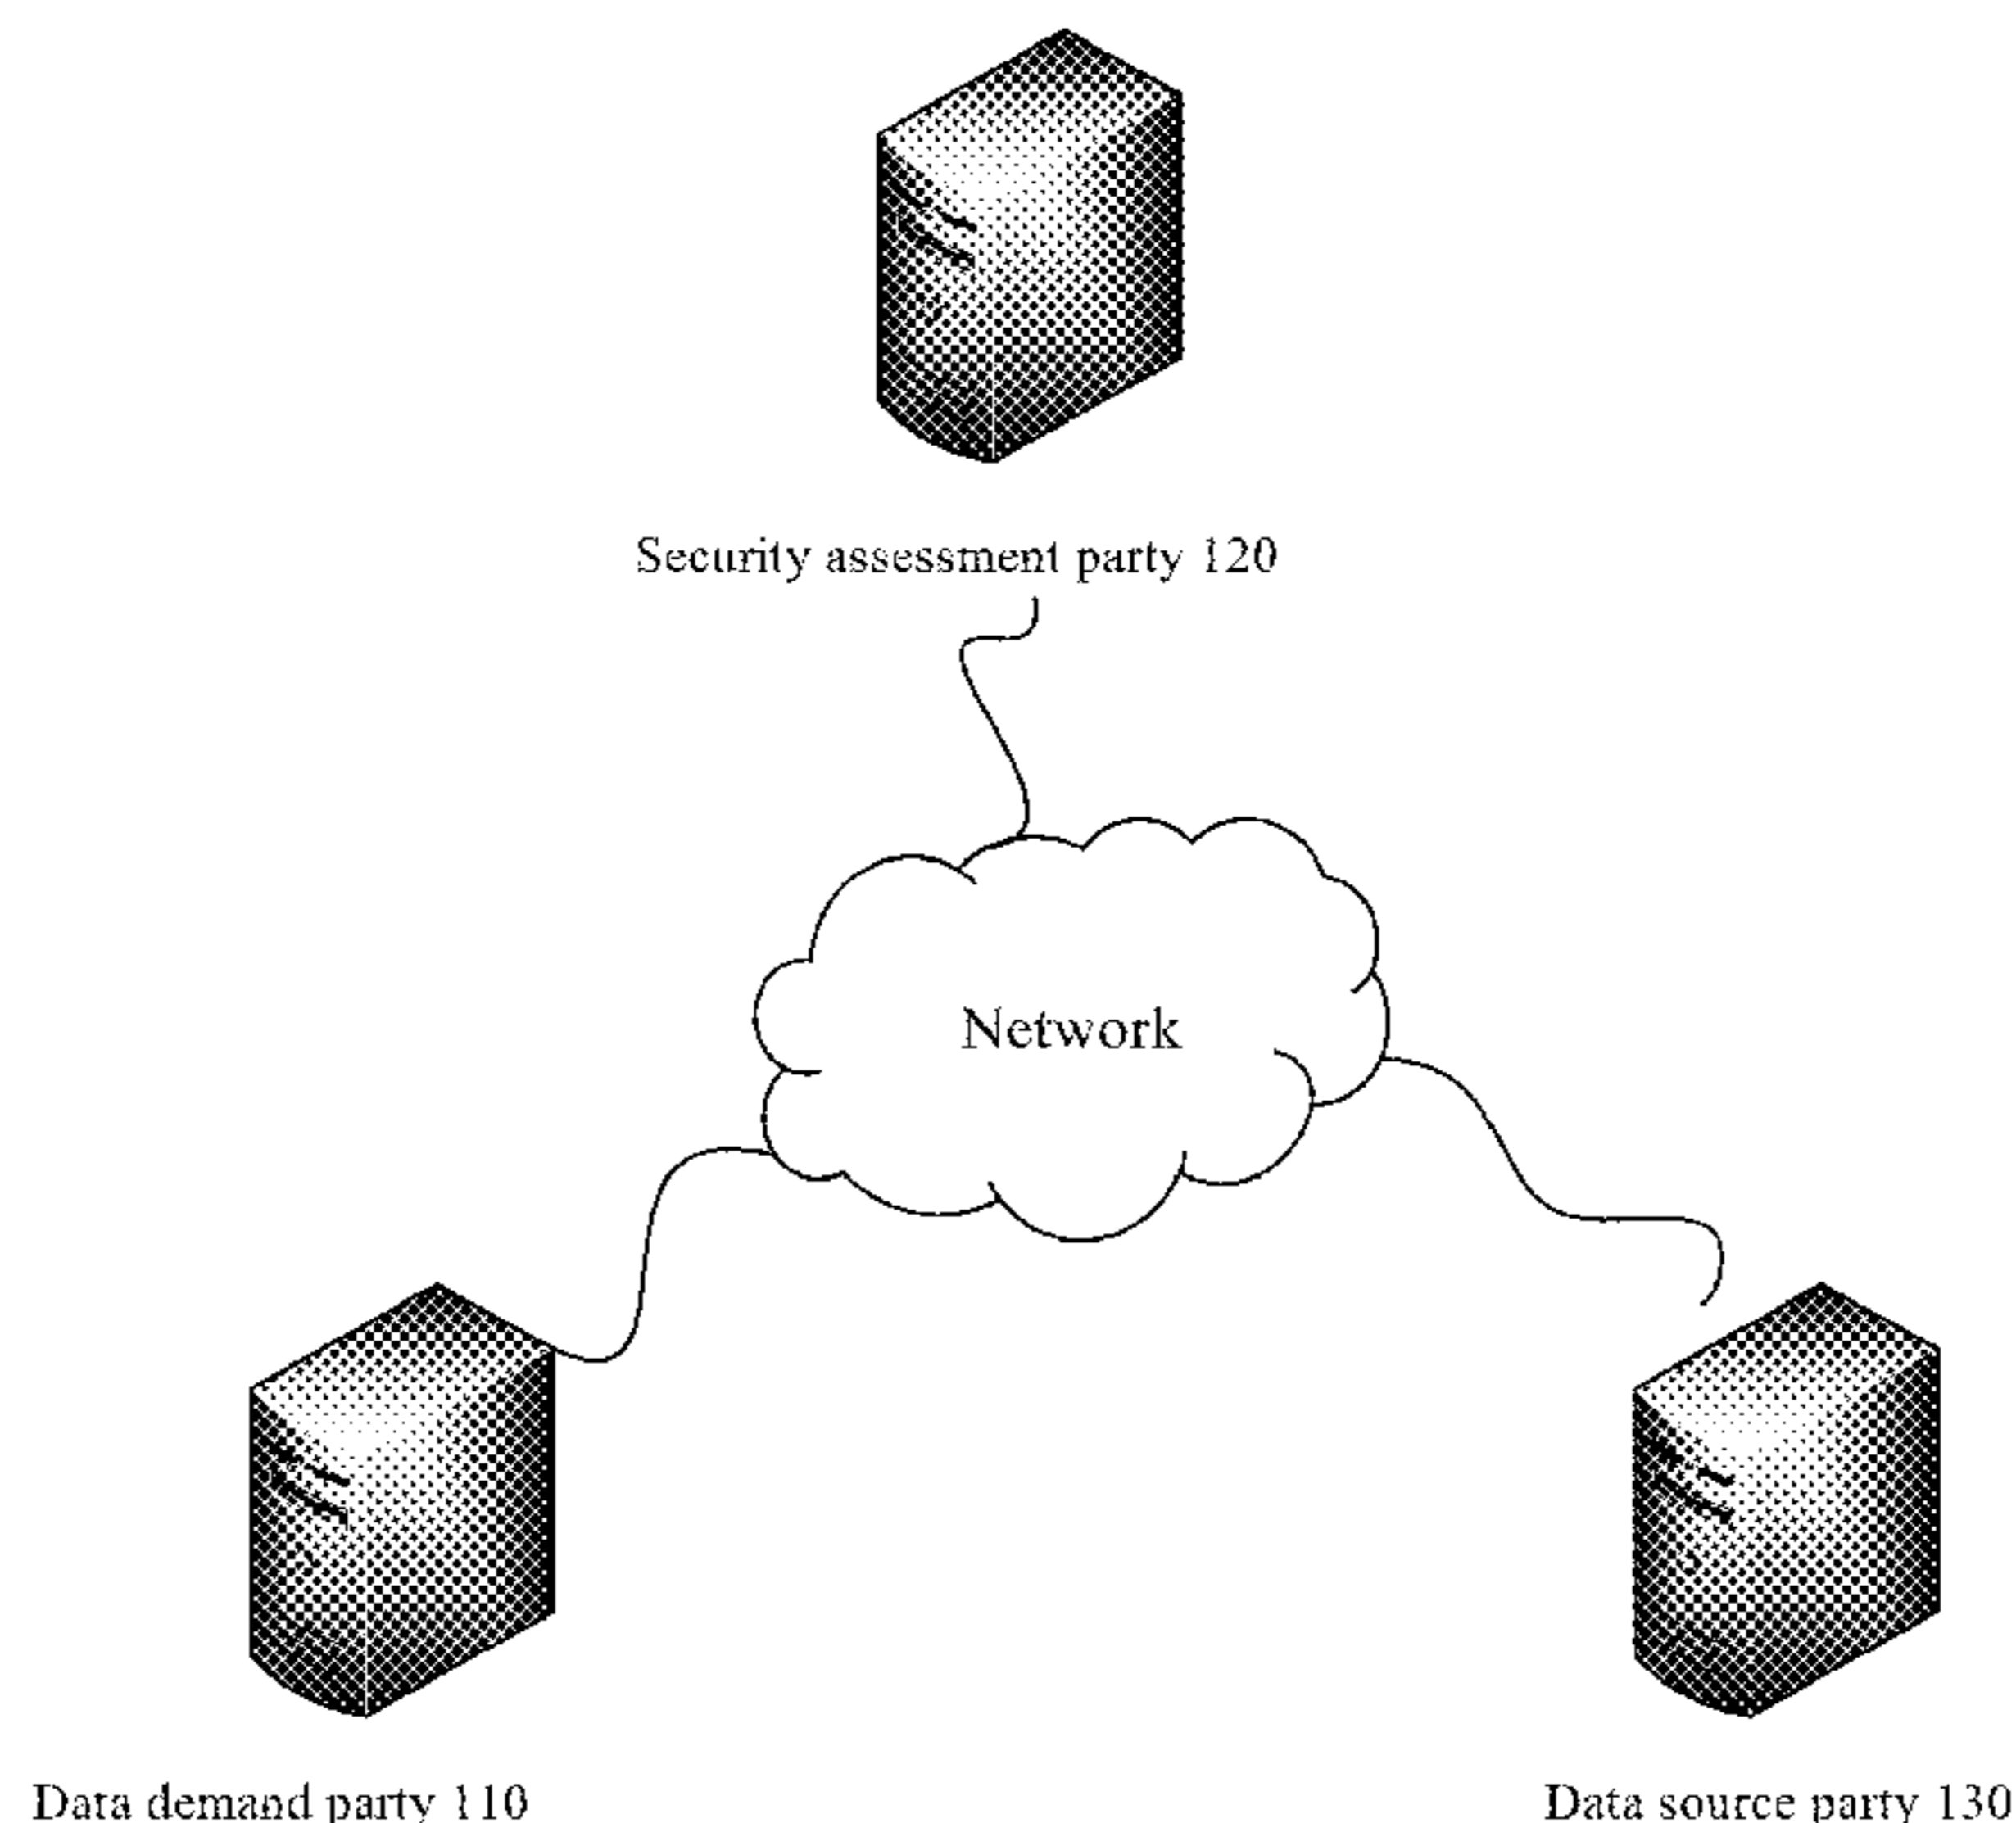 Security assessment party 120
Network
Data demand party 110
Data source party 130